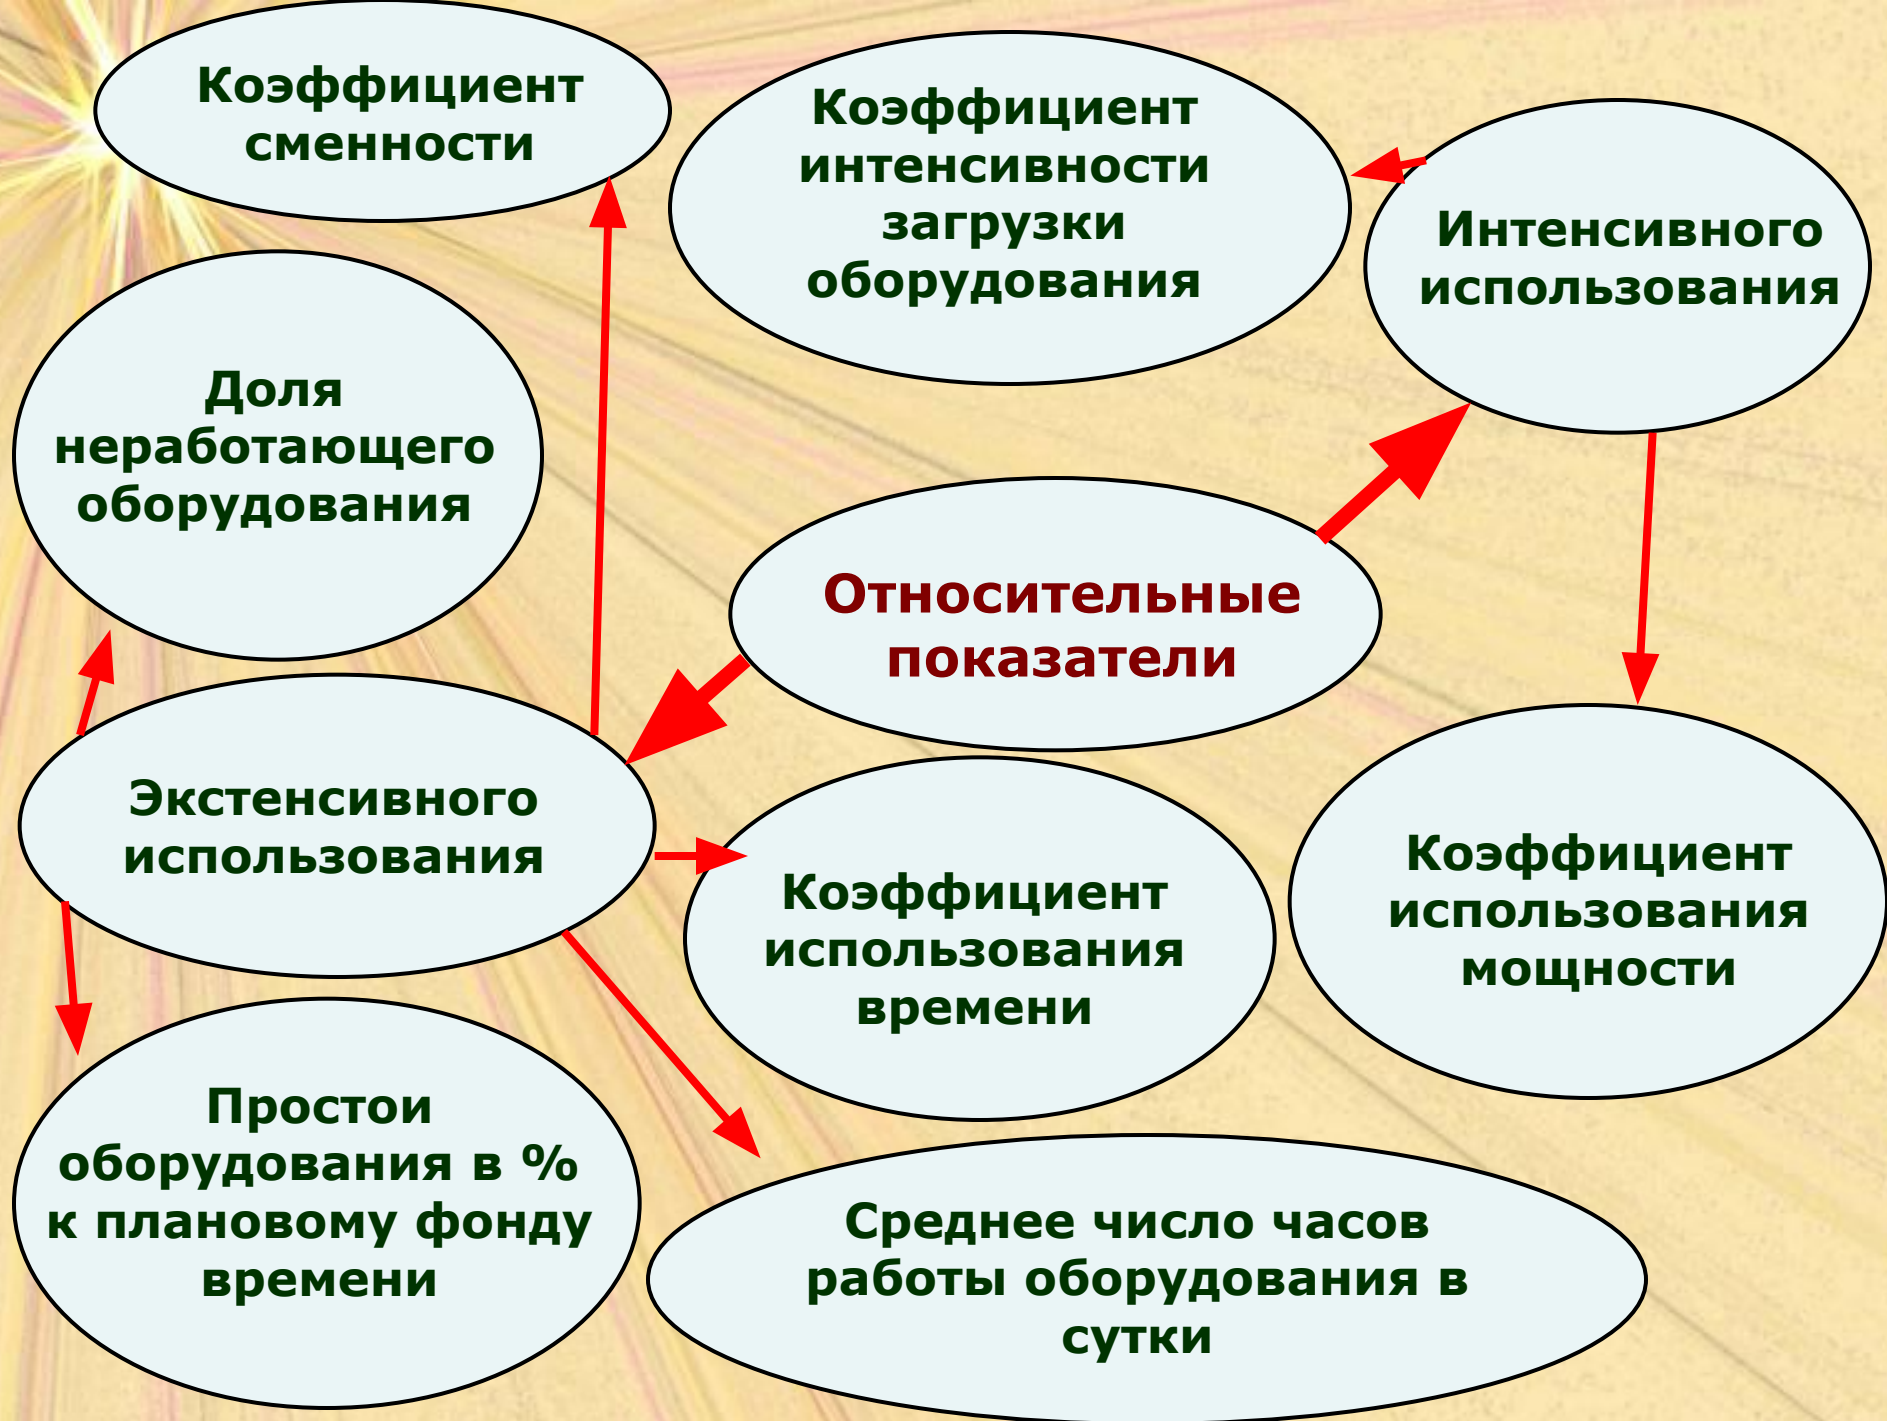 Коэффициент
сменности
Коэффициент
интенсивности
загрузки
оборудования
Интенсивного
использования
Доля
неработающего
оборудования
Относительные
показатели
Экстенсивного
использования
Коэффициент
использования
времени
Коэффициент
использования
мощности
Простои
оборудования в %
к плановому фонду
времени
Среднее число часов
работы оборудования в
сутки